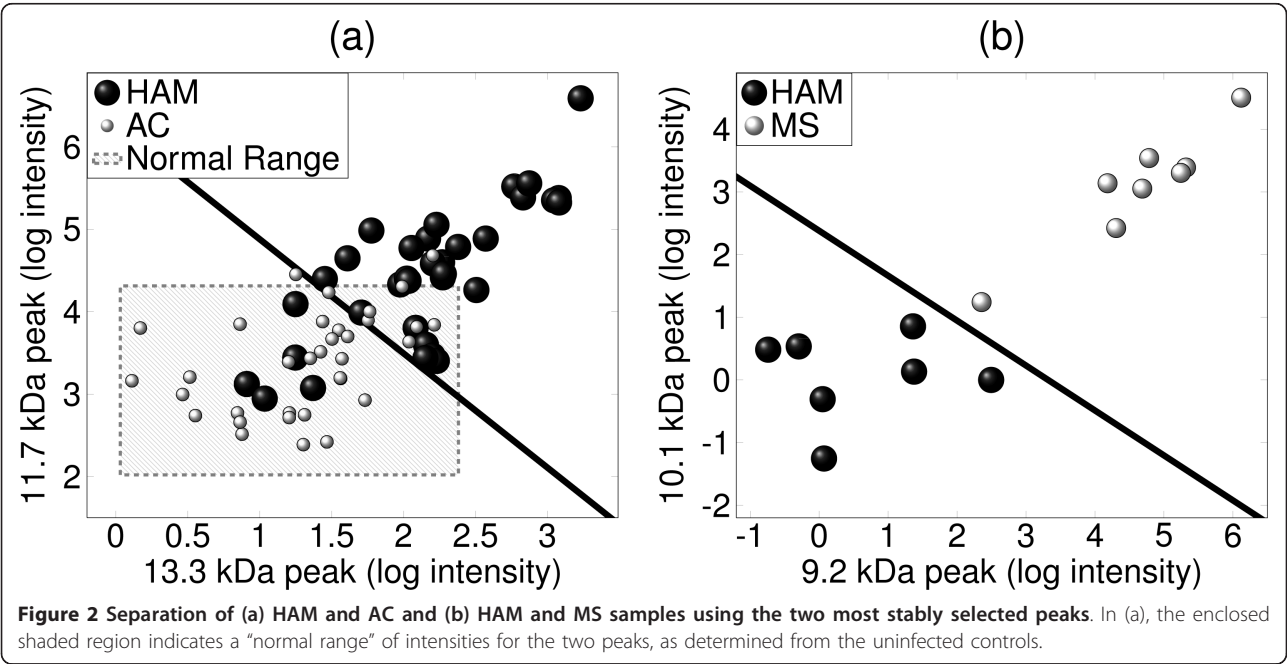 (a)
HAM
AC
Normal Range
11.7 kDa peak (log intensity)
6
5
4
3
2
0 0.5 1 1.5 2 2.5 3
13.3 kDa peak (log intensity)
(b)
HAM
MS
10.1 kDa peak (log intensity)
4
3
2
1
0
-1
-2
-1 0 1 2 3 4 5 6
9.2 kDa peak (log intensity)
Figure 2 Separation of (a) HAM and AC and (b) HAM and MS samples using the two most stably selected peaks. In (a), the enclosed
shaded region indicates a “normal range” of intensities for the two peaks, as determined from the uninfected controls.